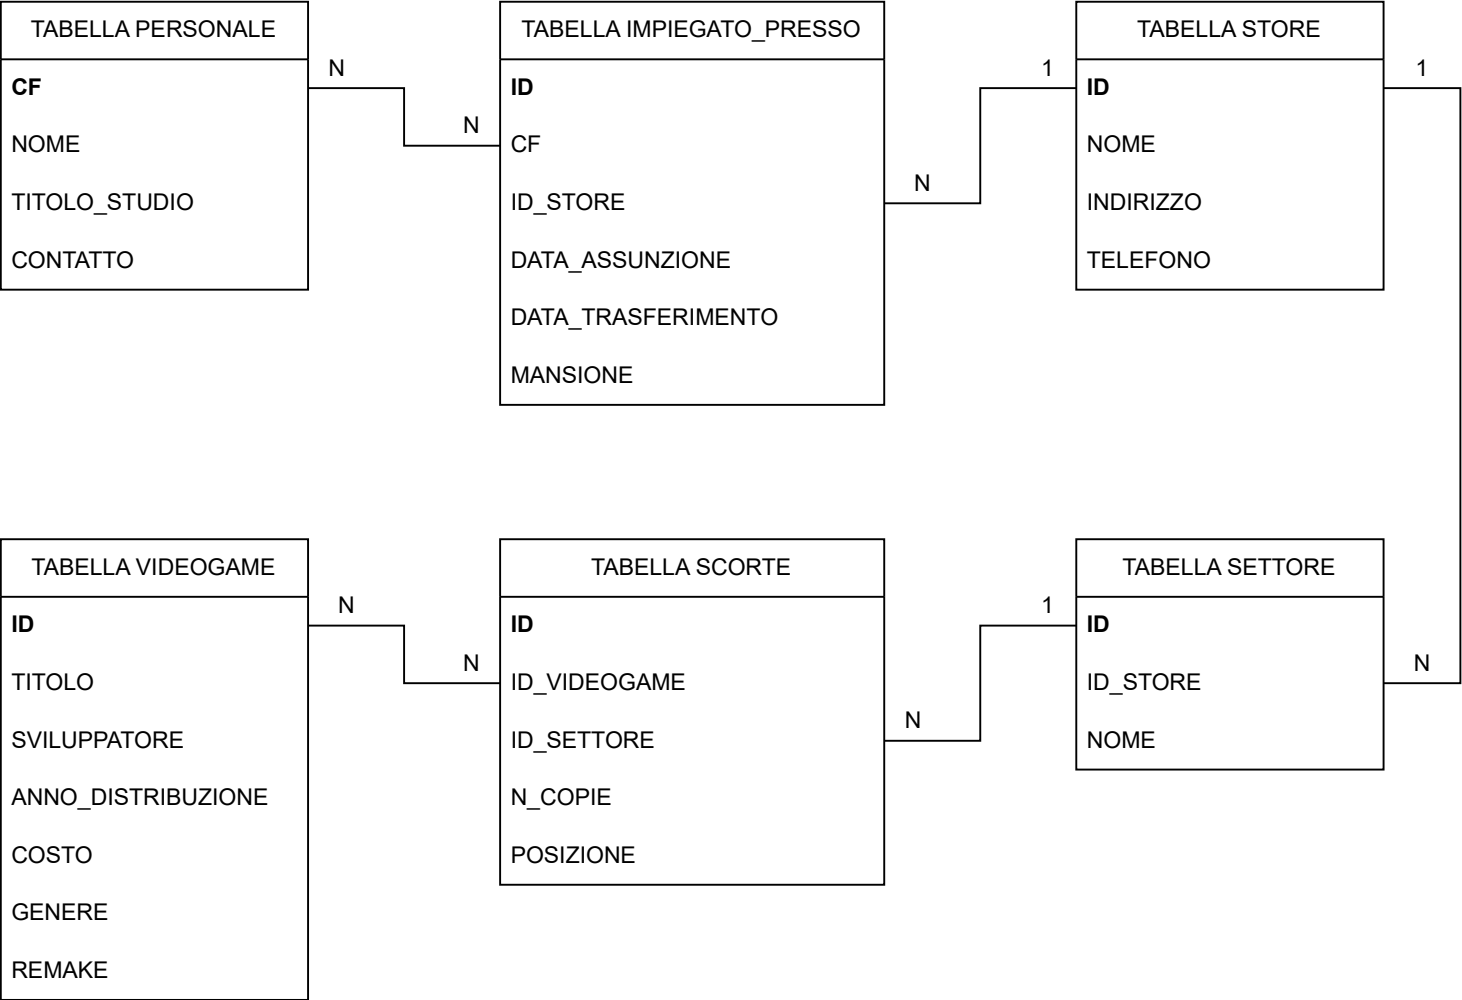 TABELLA PERSONALE
CF
NOME
TITOLO_STUDIO
CONTATTO
N
N
TABELLA IMPIEGATO_PRESSO
ID
CF
ID_STORE
DATA_ASSUNZIONE
DATA_TRASFERIMENTO
MANSIONE
N
1
TABELLA STORE
ID
NOME
INDIRIZZO
TELEFONO
1
TABELLA VIDEOGAME
ID
TITOLO
SVILUPPATORE
ANNO_DISTRIBUZIONE
COSTO
GENERE
REMAKE
N
N
TABELLA SCORTE
ID
ID_VIDEOGAME
ID_SETTORE
N_COPIE
POSIZIONE
N
1
TABELLA SETTORE
ID
ID_STORE
NOME
N